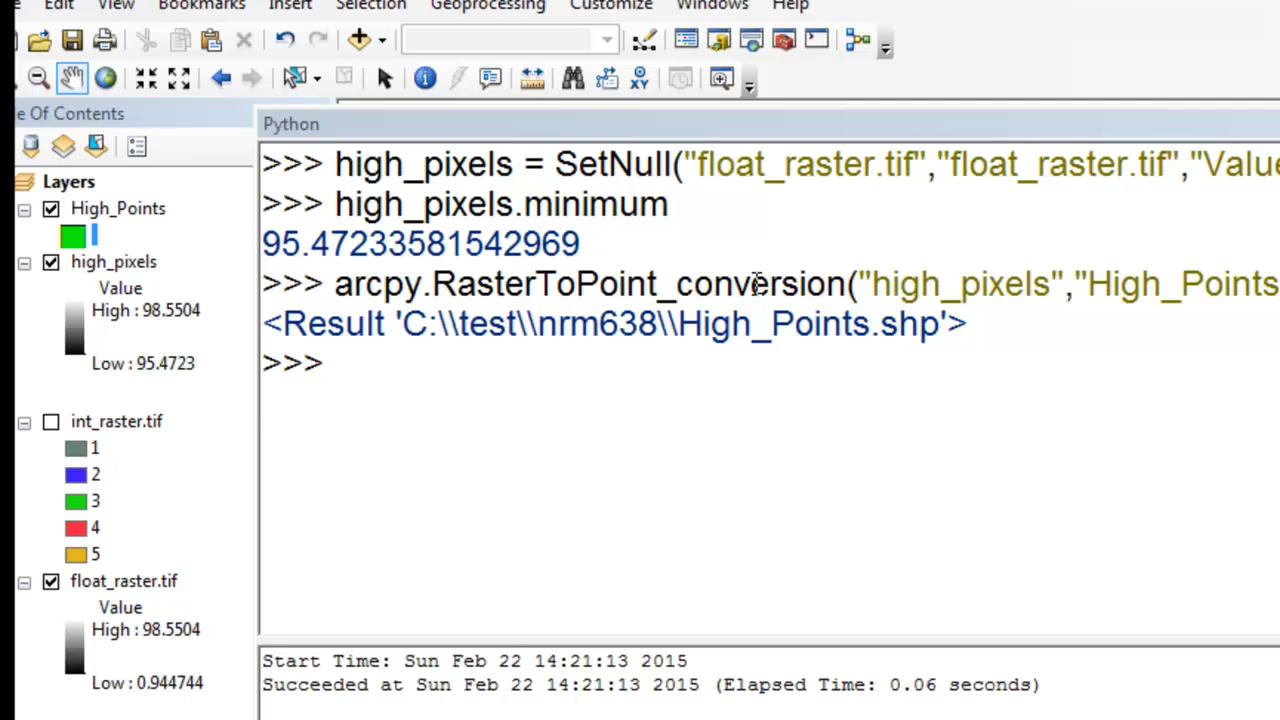 Edit View Bookmarks Insert Selection Geoprocessing Customize Windows Help
XY
e Of Contents
Layers
High_Points
high_pixels
Value
High : 98.5504
Low : 95.4723
int_raster.tif
1
2
3
4
5
float_raster.tif
Value
High : 98.5504
Low : 0.944744
Python
>>> high_pixels = SetNull("float_raster.tif","float_raster.tif","Value
>>> high_pixels.minimum
95.47233581542969
>>> arcpy.RasterToPoint_conversion("high_pixels","High_Points
<Result 'C:\\test\\nrm638\\High_Points.shp'>
>>>
Start Time: Sun Feb 22 14:21:13 2015
Succeeded at Sun Feb 22 14:21:13 2015 (Elapsed Time: 0.06 seconds)